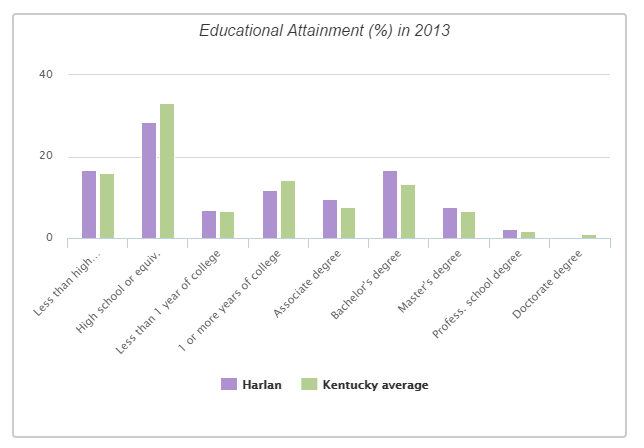 Educational Attainment (%) in 2013
40
20
0
Less than high...
High school or equiv.
Less than 1 year of college
1 or more years of college
Associate degree
Bachelor's degree
Master's degree
Profess. school degree
Doctorate degree
Harlan
Kentucky average